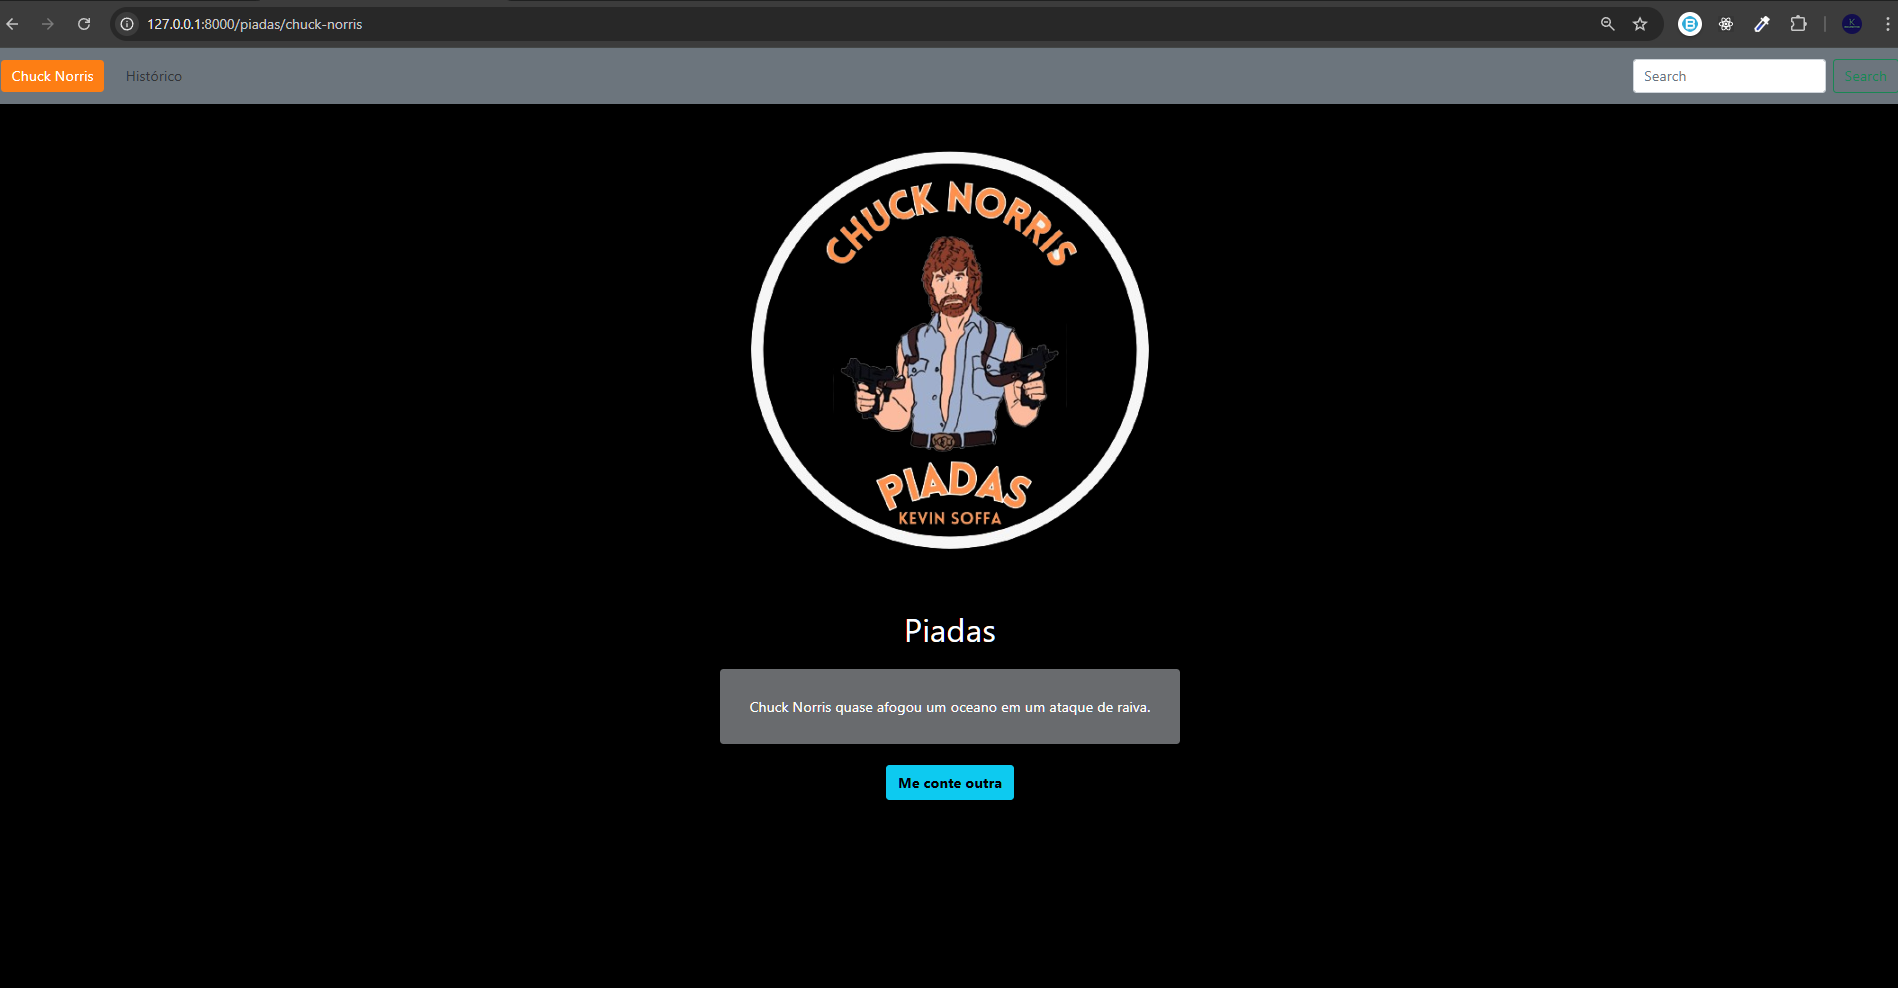 127.0.0.1:8000/piadas/chuck-norris
Chuck Norris
Histórico
Search
Search
CHUCK NORRIS
PIADAS
KEVIN SOFFA
Piadas
Chuck Norris quase afogou um oceano em um ataque de raiva.
Me conte outra